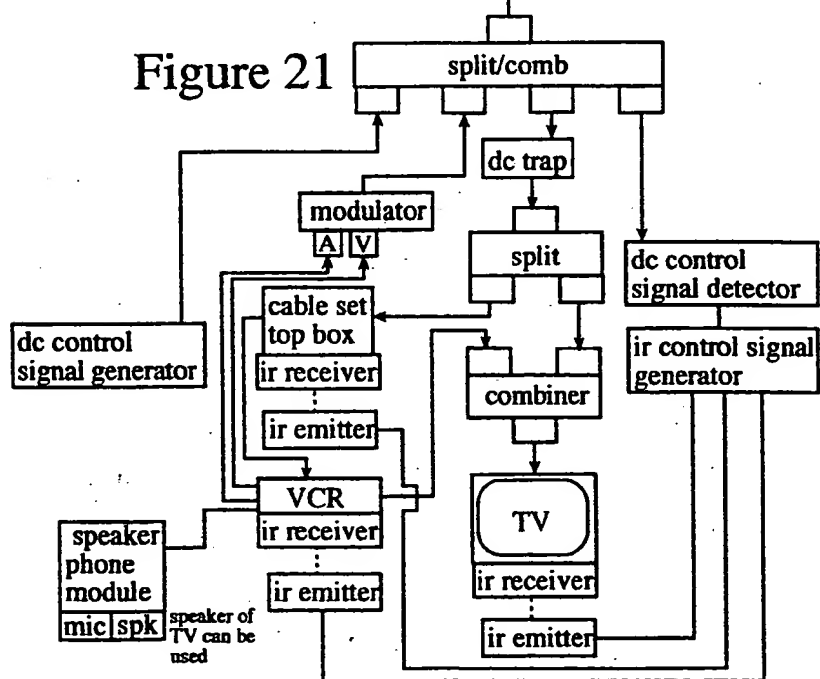 Figure 21
split/comb
dc trap
modulator
A V
split
dc control
signal detector
cable set
top box
ir receiver
dc control
signal generator
ir control signal
generator
combiner
ir emitter
VCR
ir receiver
TV
speaker
phone
module
mic spk
speaker of
TV can be
used
ir emitter
ir receiver
ir emitter